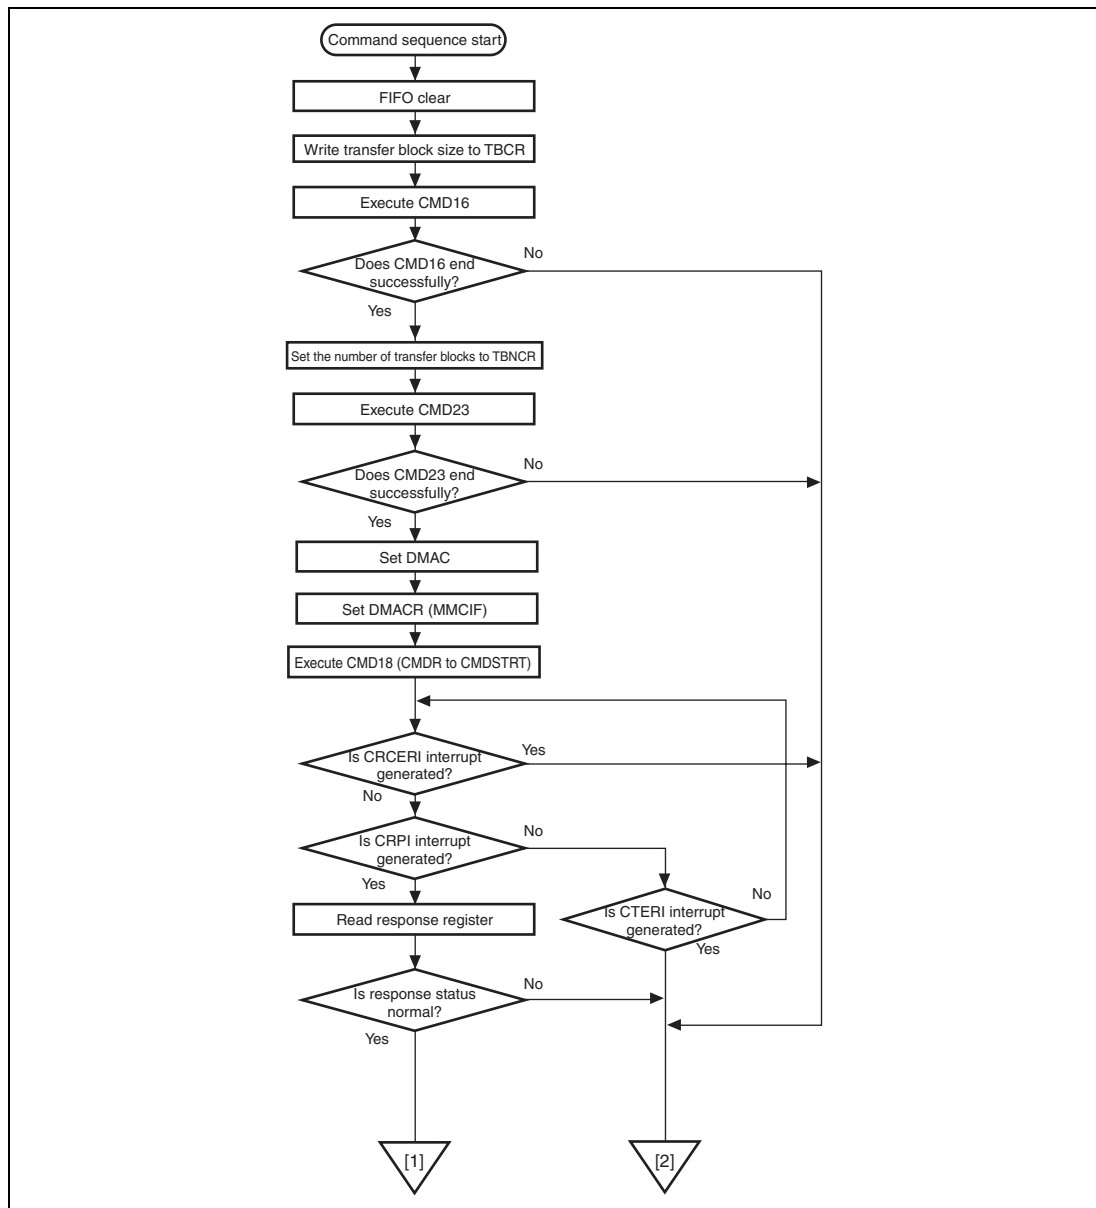 Command sequence start
FIFO clear
Write transfer block size to TBCR
Execute CMD16
Does CMD16 end
successfully?
No
Yes
Set the number of transfer blocks to TBNCR
Execute CMD23
Does CMD23 end
successfully?
No
Yes
Set DMAC
Set DMACR (MMCIF)
Execute CMD18 (CMDR to CMDSTRT)
Is CRCERI interrupt
generated?
Yes
No
Is CRPI interrupt
generated?
No
Yes
Is CTERI interrupt
generated?
No
Yes
Read response register
Is response status
normal?
No
Yes
[1]
[2]